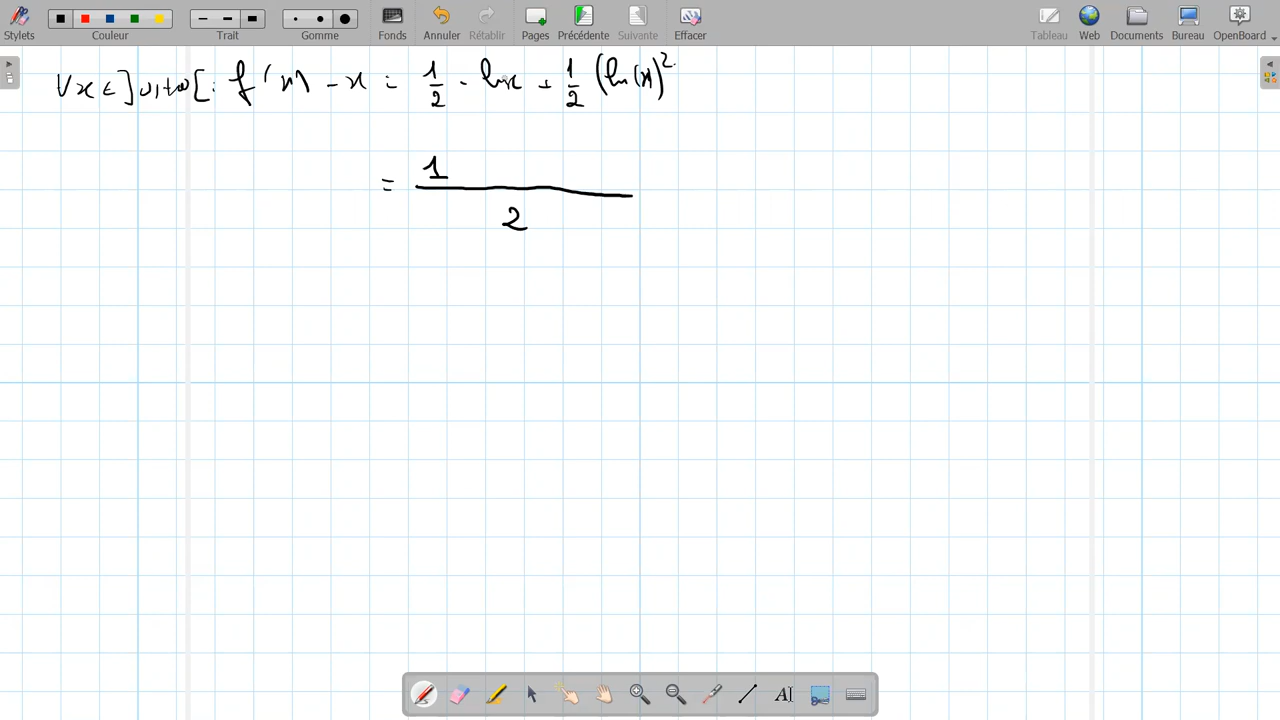 Stylets Couleur Trait Gomme Fonds Annuler Rétablir Pages Précédente Suivante Effacer Tableau Web Documents Bureau OpenBoard
∀x ∈ ]0,+∞[ : f'(x) - x = 1/2 - ln x + 1/2 (ln(x))²
= 1/2
A